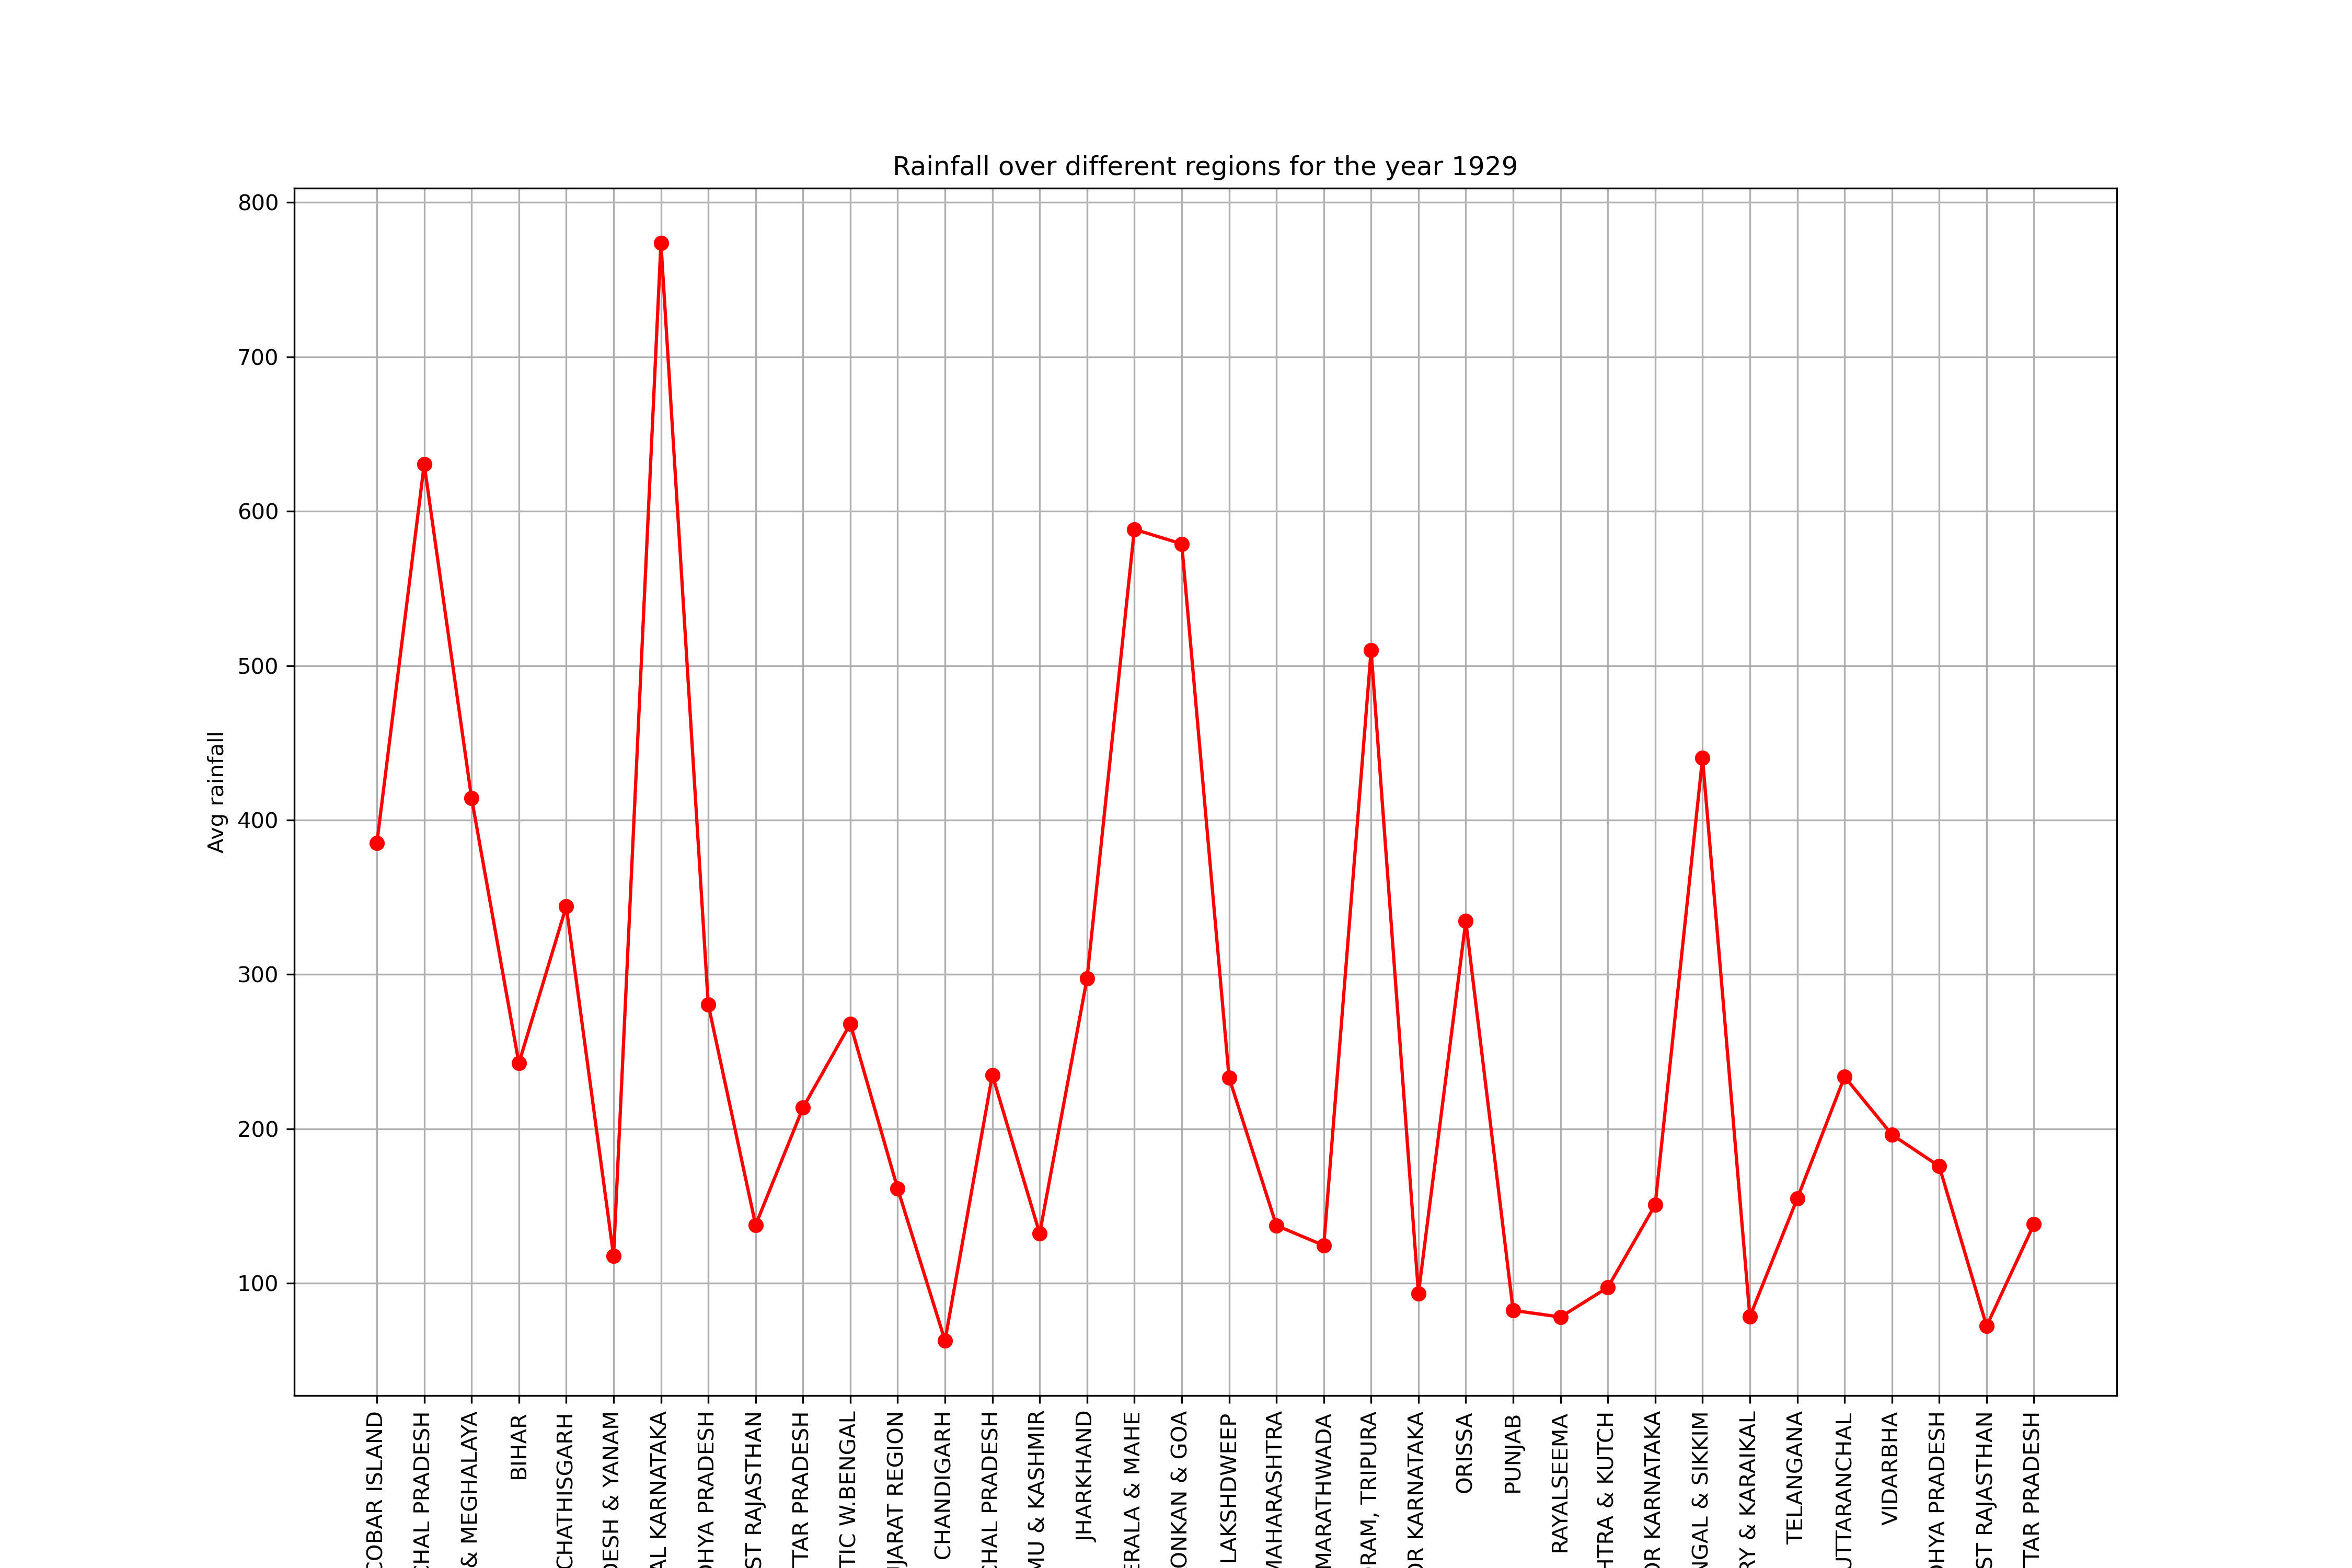 Rainfall over different regions for the year 1929
800
700
600
500
400
300
200
100
Avg rainfall
COBAR ISLAND
CHAL PRADESH
& MEGHALAYA
BIHAR
CHATHISGARH
DESH & YANAM
AL KARNATAKA
DHYA PRADESH
ST RAJASTHAN
TTAR PRADESH
TIC W.BENGAL
JARAT REGION
CHANDIGARH
CHAL PRADESH
MU & KASHMIR
JHARKHAND
ERALA & MAHE
ONKAN & GOA
LAKSHDWEEP
MAHARASHTRA
MARATHWADA
RAM, TRIPURA
OR KARNATAKA
ORISSA
PUNJAB
RAYALSEEMA
HTRA & KUTCH
OR KARNATAKA
NGAL & SIKKIM
RY & KARAIKAL
TELANGANA
UTTARANCHAL
VIDARBHA
DHYA PRADESH
ST RAJASTHAN
TTAR PRADESH